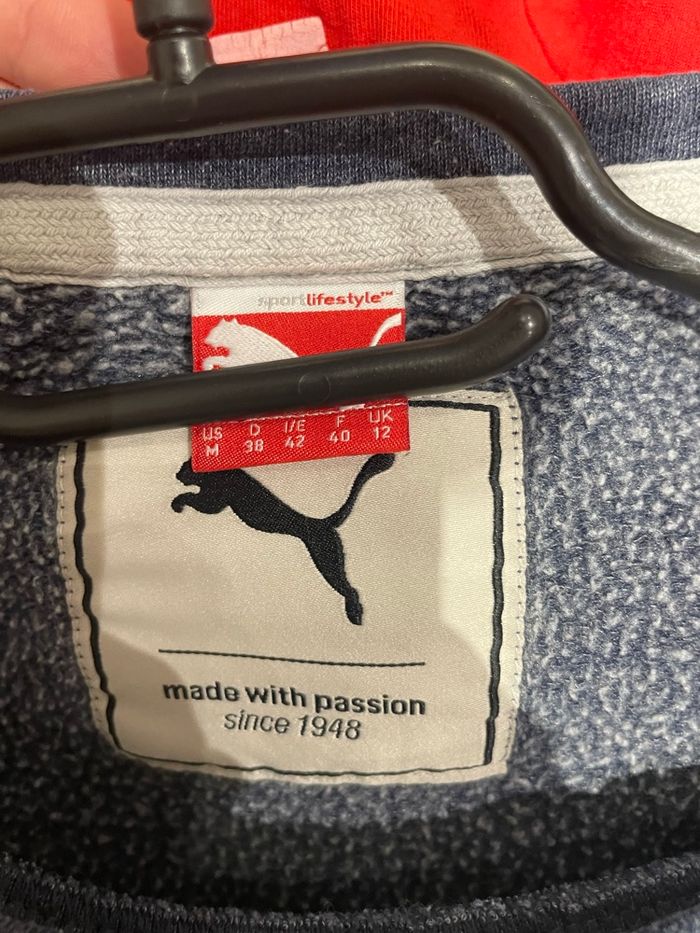 sportlifestyle™
US D I/E F UK
M 38 42 40 12
made with passion
since 1948